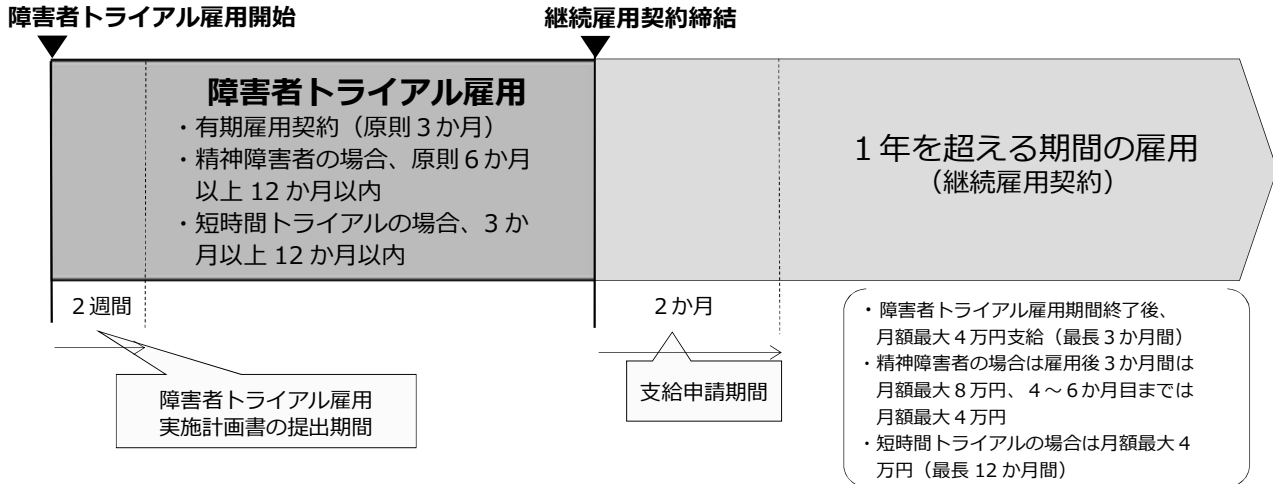 障害者トライアル雇用開始
継続雇用契約締結
障害者トライアル雇用
・有期雇用契約（原則３か月）
・精神障害者の場合、原則６か月
以上 12 か月以内
・短時間トライアルの場合、３か
月以上 12 か月以内
１年を超える期間の雇用
（継続雇用契約）
２週間
２か月
障害者トライアル雇用
実施計画書の提出期間
支給申請期間
・障害者トライアル雇用期間終了後、
月額最大４万円支給（最長３か月間）
・精神障害者の場合は雇用後３か月間は
月額最大８万円、４～６か月目までは
月額最大４万円
・短時間トライアルの場合は月額最大４
万円（最長 12 か月間）